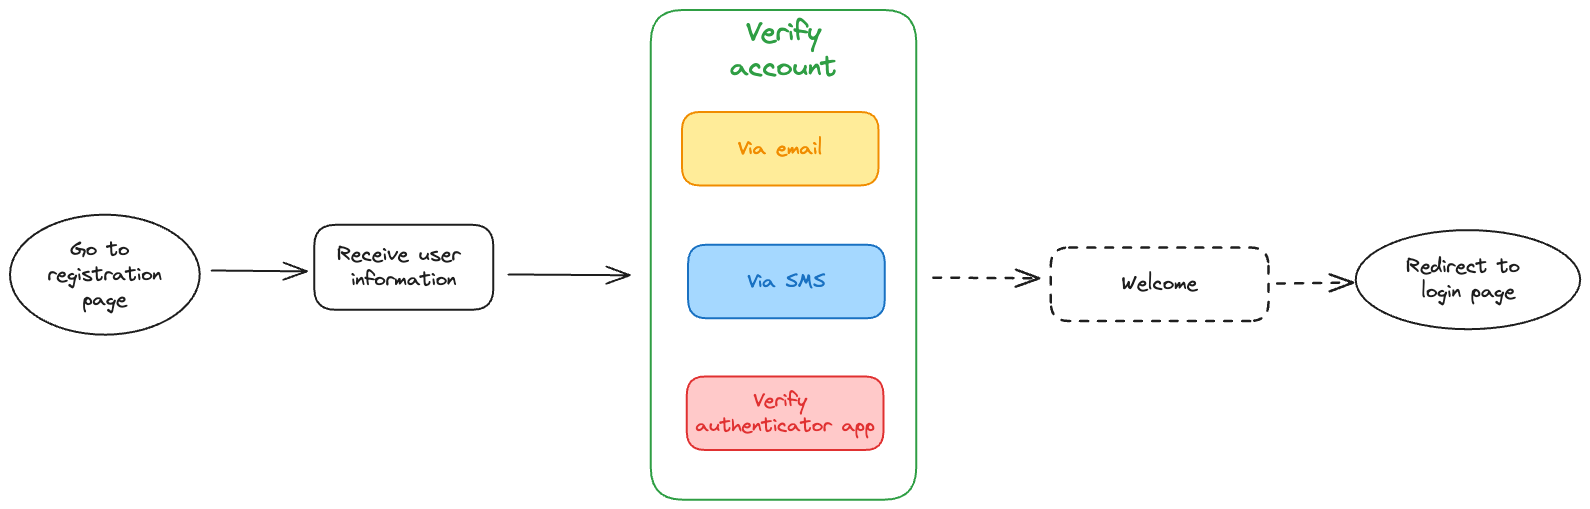 Go to
registration
page
Receive user
information
Verify
account
Via email
Via SMS
Verify
authenticator app
Welcome
Redirect to
login page